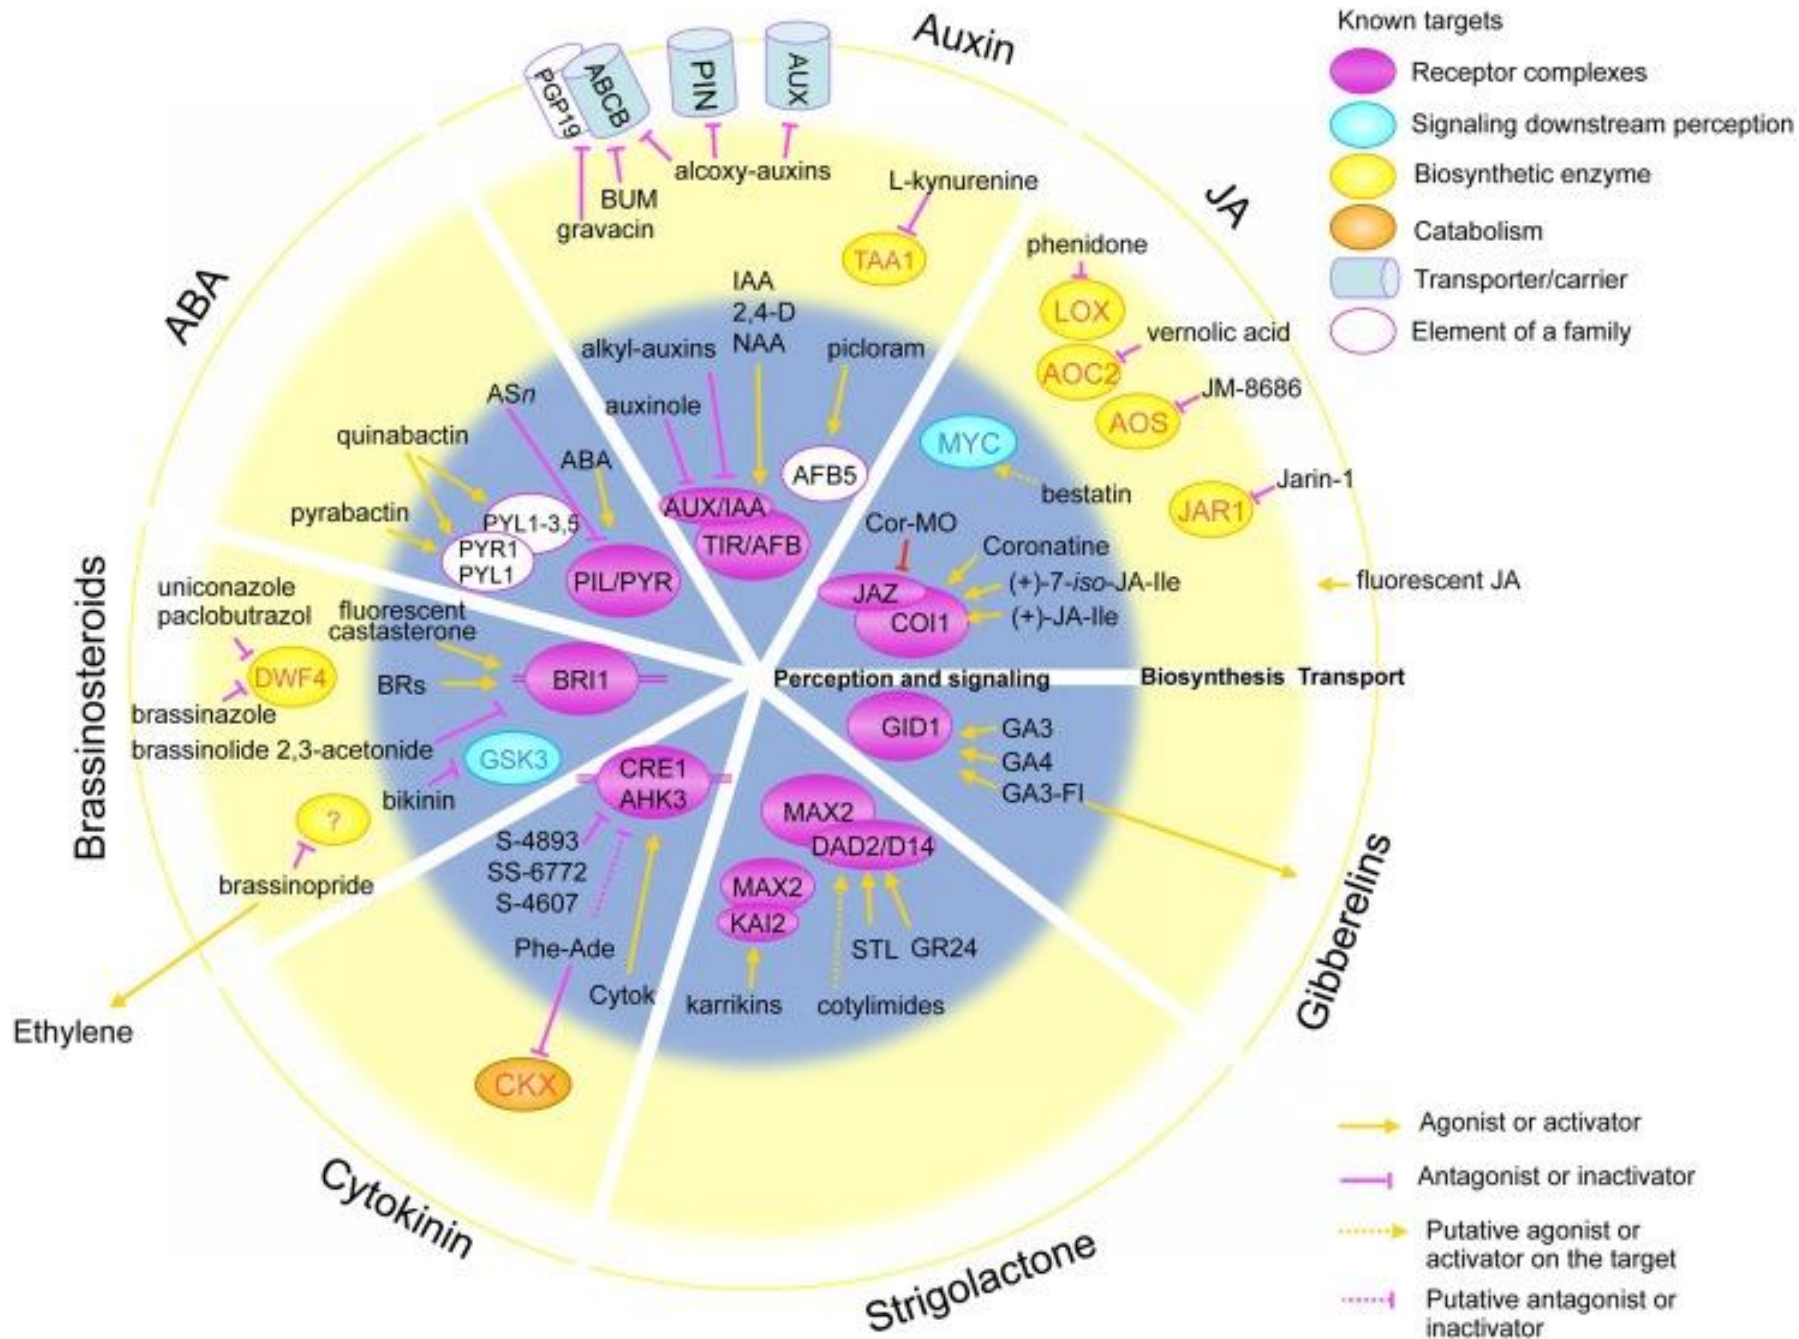 Auxin
Known targets
Receptor complexes
Signaling downstream perception
Biosynthetic enzyme
Catabolism
Transporter/carrier
Element of a family
PGP19
ABCB
PIN
AUX
alcoxy-auxins
BUM
gravacin
L-kynurenine
TAA1
IAA
2,4-D
NAA
alkyl-auxins
picloram
auxinole
AFB5
AUX/IAA
TIR/AFB
JA
phenidone
LOX
vernolic acid
AOC2
JM-8686
AOS
MYC
bestatin
Jarin-1
JAR1
Cor-MO
Coronatine
(+)-7-iso-JA-Ile
(+)-JA-Ile
JAZ
COI1
fluorescent JA
ABA
ASn
quinabactin
ABA
pyrabactin
PYL1-3,5
PYR1
PYL1
PIL/PYR
Brassinosteroids
uniconazole
paclobutrazol
fluorescent
castasterone
DWF4
BRs
BRI1
brassinazole
brassinolide 2,3-acetonide
GSK3
bikinin
?
brassinopride
Ethylene
Perception and signaling
Biosynthesis
Transport
GID1
GA3
GA4
GA3-Fl
Gibberelins
CRE1
AHK3
S-4893
SS-6772
S-4607
Phe-Ade
Cytok
CKX
Cytokinin
MAX2
DAD2/D14
MAX2
KAI2
STL
GR24
karrikins
cotylimides
Strigolactone
Agonist or activator
Antagonist or inactivator
Putative agonist or
activator on the target
Putative antagonist or
inactivator